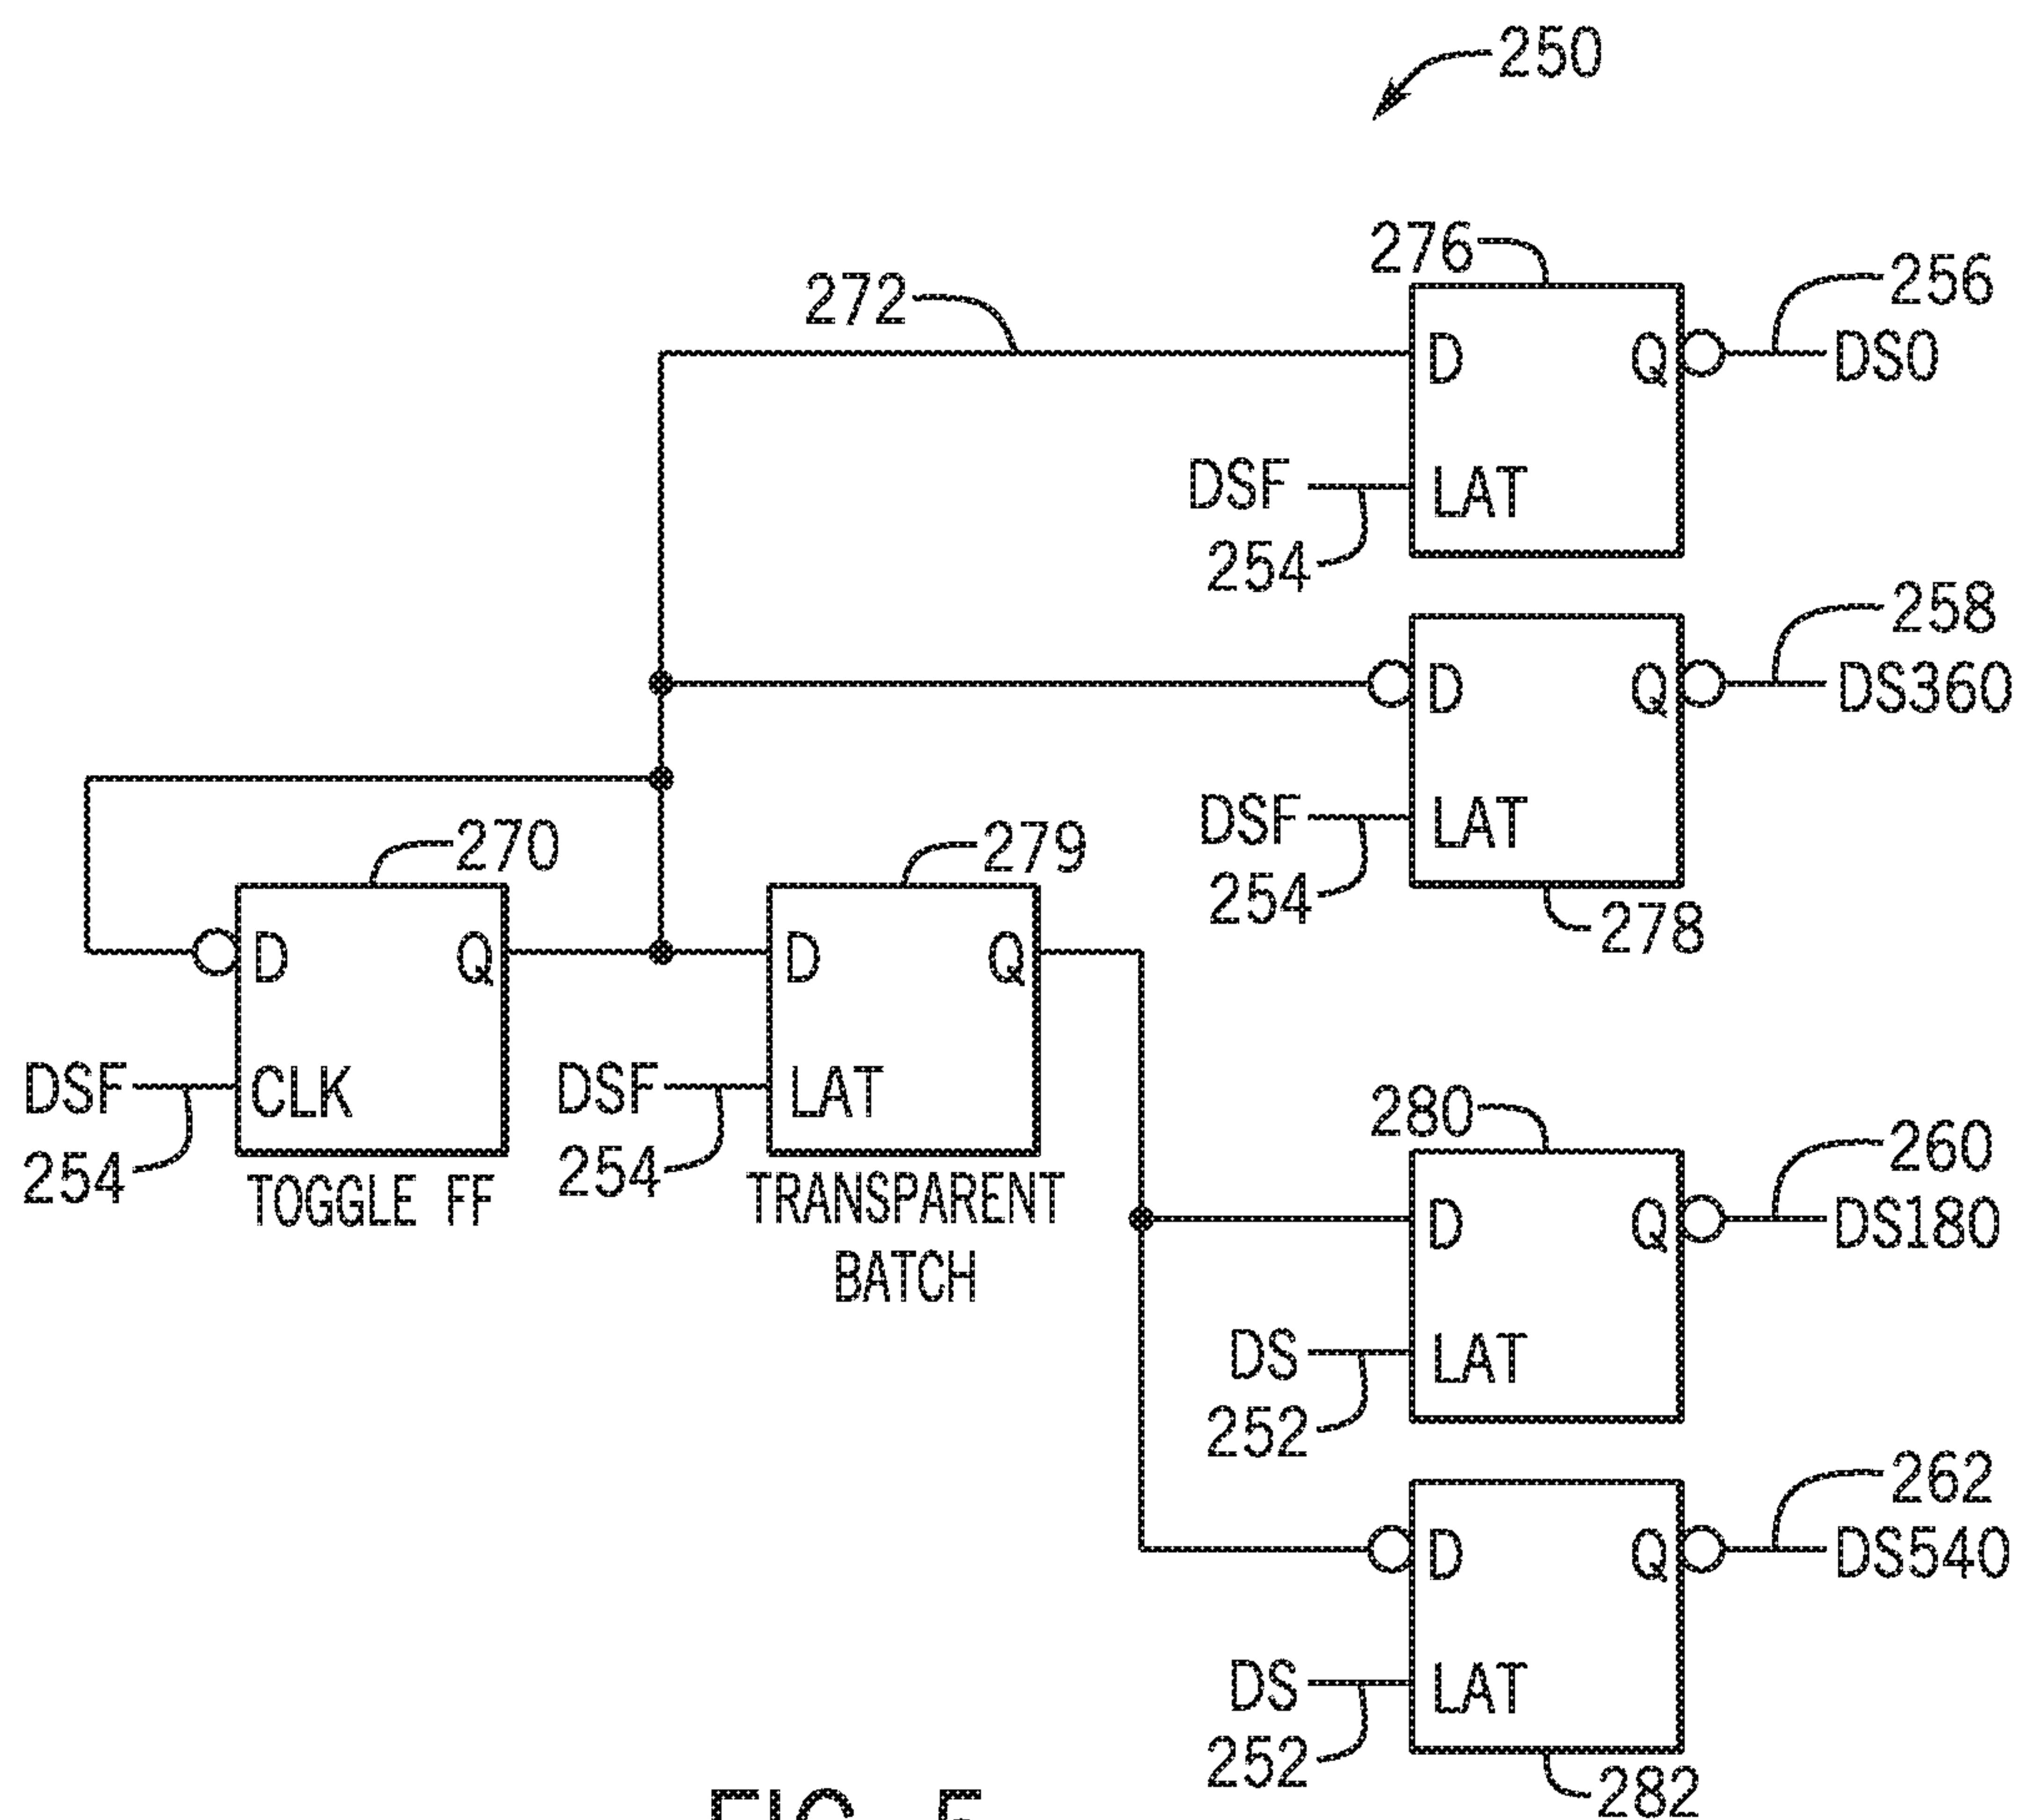 250
276
256
272
D
Q
DS0
DSF
LAT
254
258
D
Q
DS360
DSF
LAT
254
278
270
279
D
Q
D
Q
DSF
CLK
DSF
LAT
254
254
TOGGLE FF
TRANSPARENT
BATCH
280
260
D
Q
DS180
DS
LAT
252
262
D
Q
DS540
DS
LAT
252
282
FIG. 5